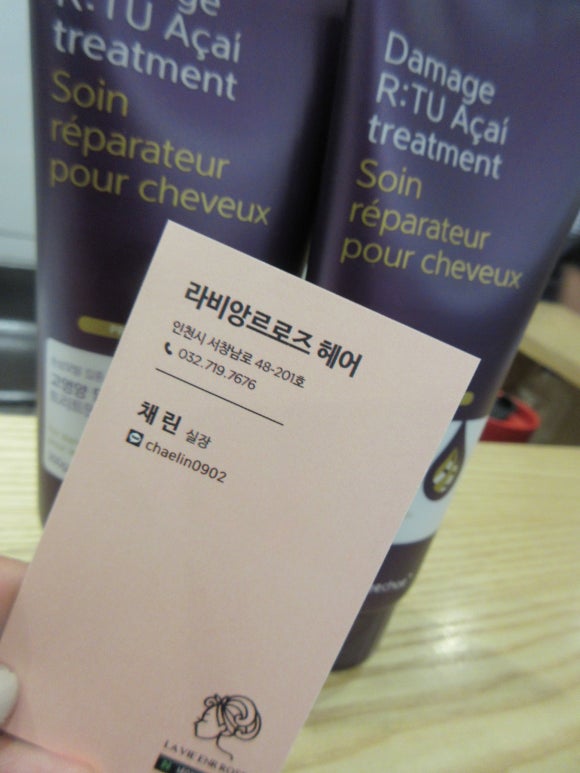 R:TU Açaí
treatment
Soin
réparateur
pour cheveux
Damage
R:TU Açaí
treatment
Soin
réparateur
pour cheveux
라비앙르로즈 헤어
인천시 서창남로 48-201호
032.719.7676
채 린 실장
chaelin0902